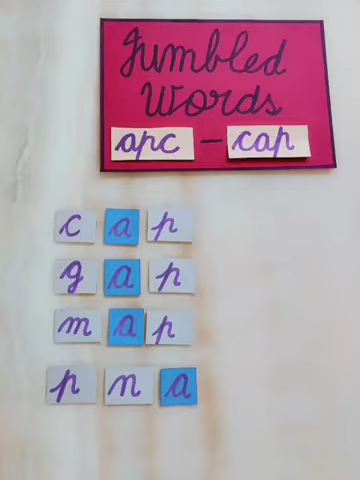 Jumbled
Words
apc - cap
c a p
g a p
m a p
p n a